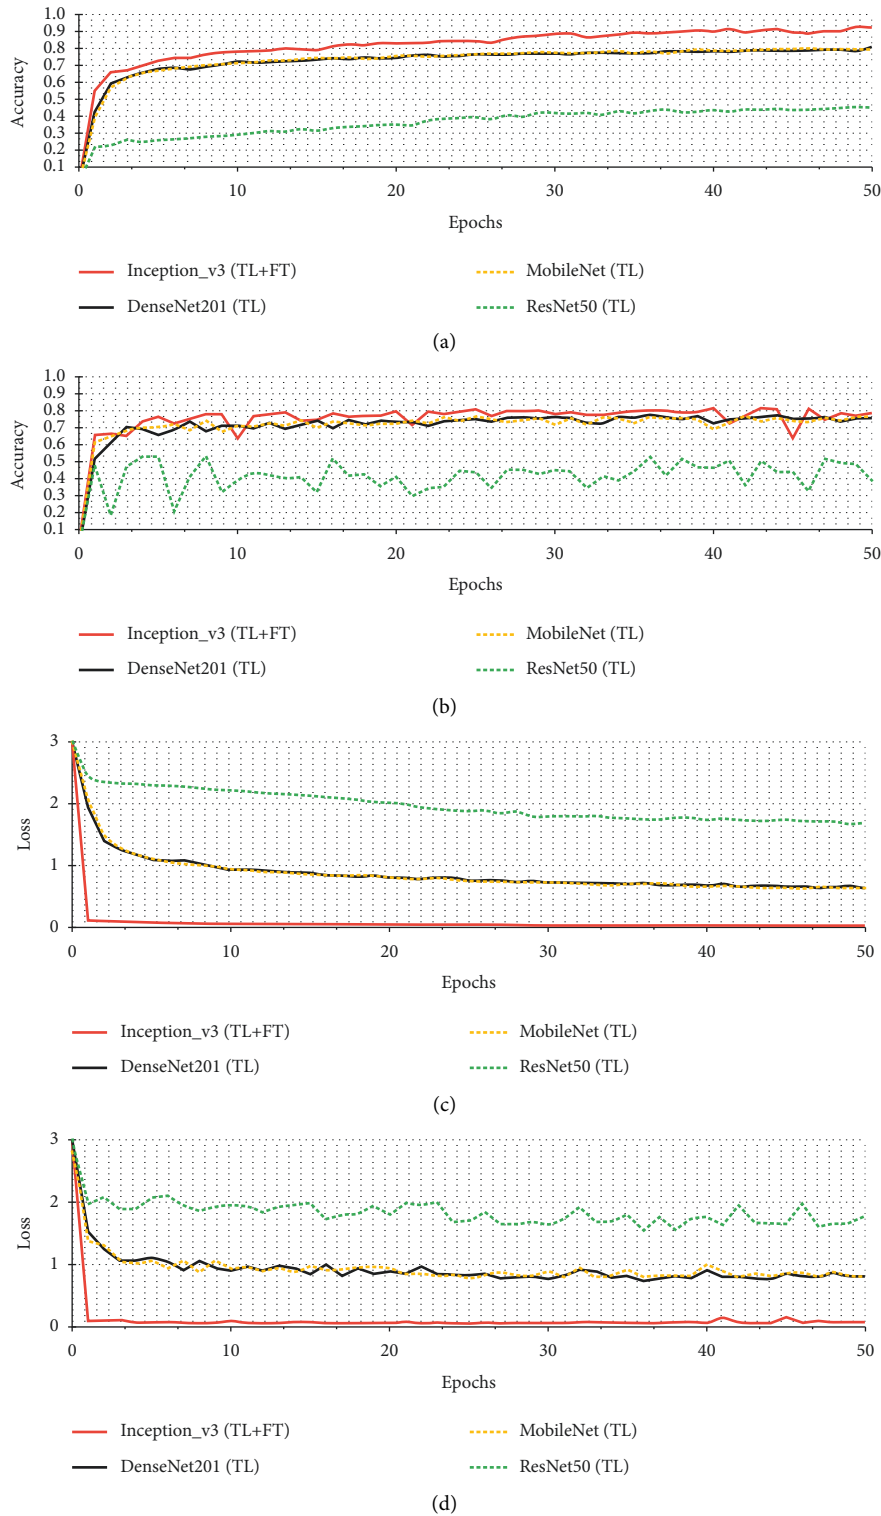 1.0
0.9
0.8
0.7
0.6
0.5
0.4
0.3
0.2
0.1
Accuracy
0 10 20 30 40 50
Epochs
Inception_v3 (TL+FT) MobileNet (TL)
DenseNet201 (TL) ResNet50 (TL)
(a)
1.0
0.9
0.8
0.7
0.6
0.5
0.4
0.3
0.2
0.1
Accuracy
0 10 20 30 40 50
Epochs
Inception_v3 (TL+FT) MobileNet (TL)
DenseNet201 (TL) ResNet50 (TL)
(b)
3
2
1
0
Loss
0 10 20 30 40 50
Epochs
Inception_v3 (TL+FT) MobileNet (TL)
DenseNet201 (TL) ResNet50 (TL)
(c)
3
2
1
0
Loss
0 10 20 30 40 50
Epochs
Inception_v3 (TL+FT) MobileNet (TL)
DenseNet201 (TL) ResNet50 (TL)
(d)